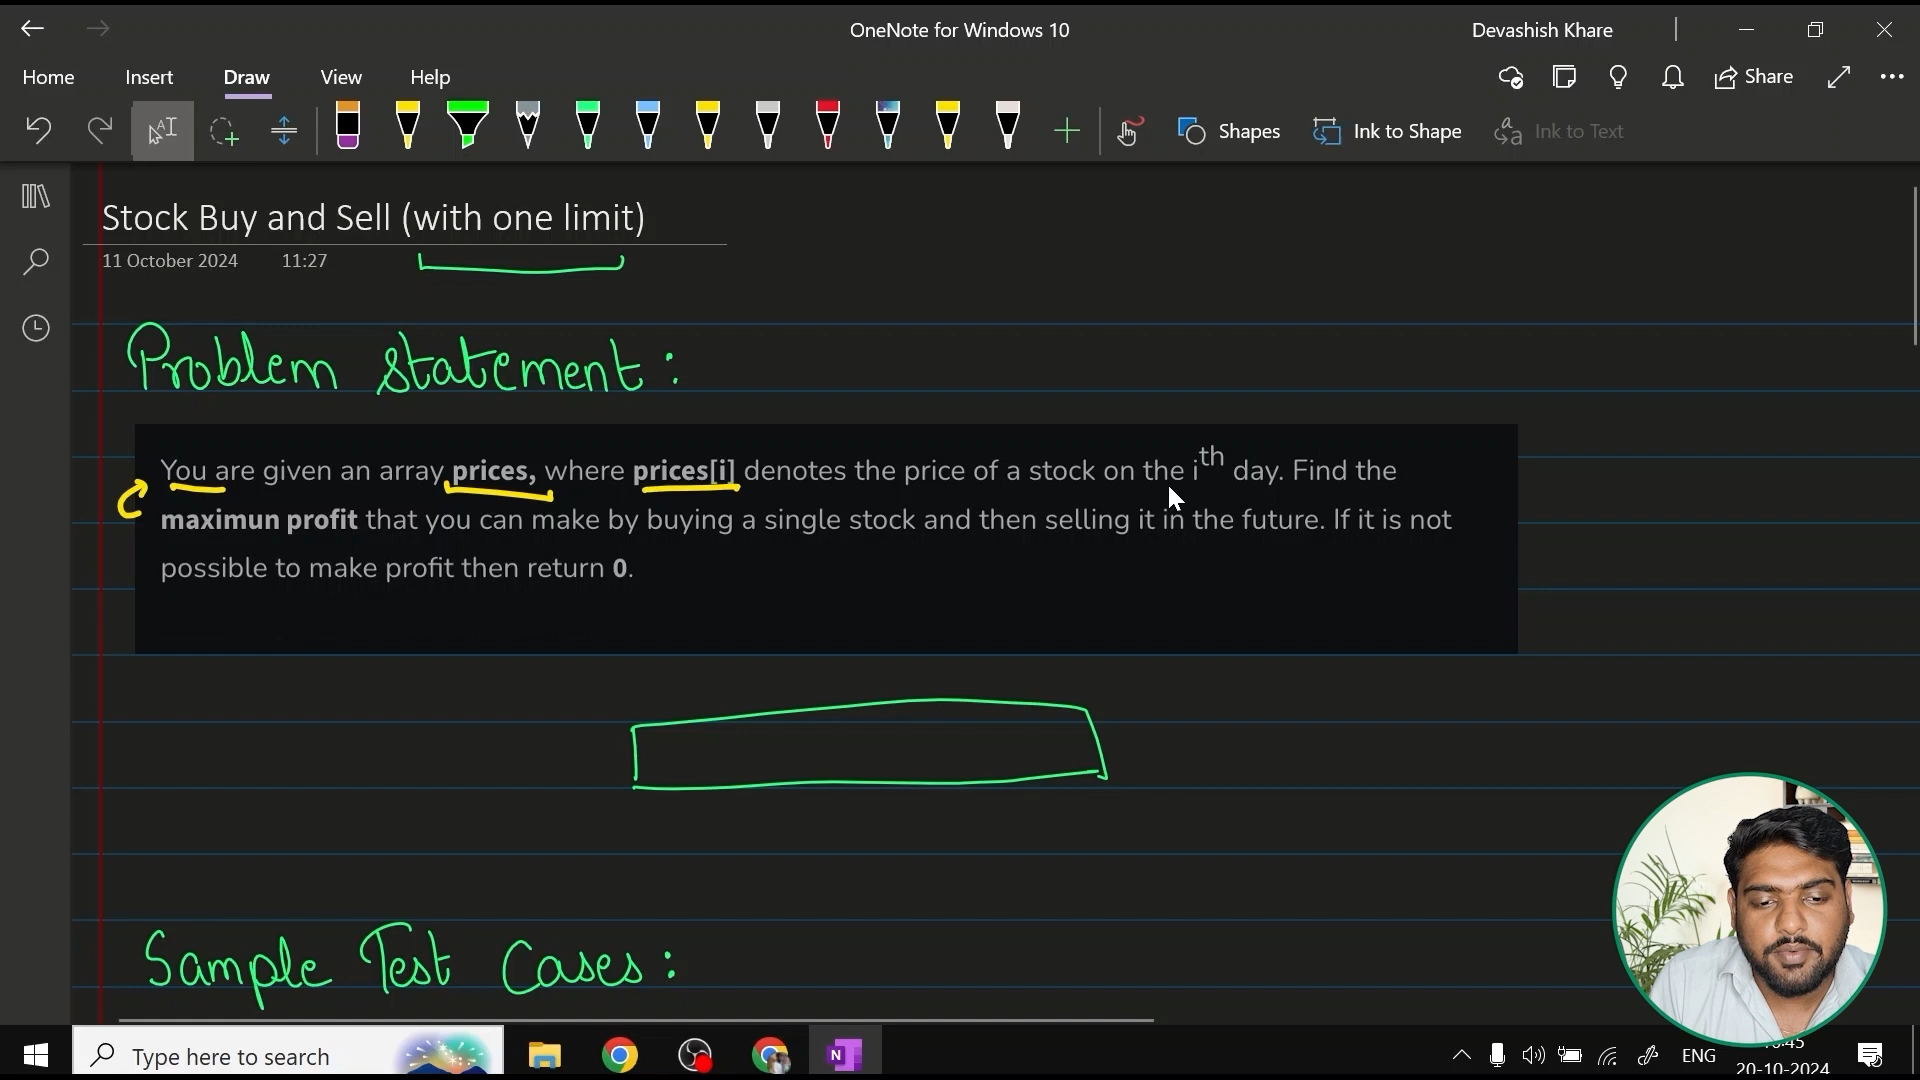 OneNote for Windows 10
Devashish Khare
Home Insert Draw View Help
Share
Shapes
Ink to Shape
Ink to Text
Stock Buy and Sell (with one limit)
11 October 2024 11:27
Problem statement:
You are given an array prices, where prices[i] denotes the price of a stock on the ith day. Find the
maximun profit that you can make by buying a single stock and then selling it in the future. If it is not
possible to make profit then return 0.
Sample Test Cases:
Type here to search
N
ENG
20-10-2024